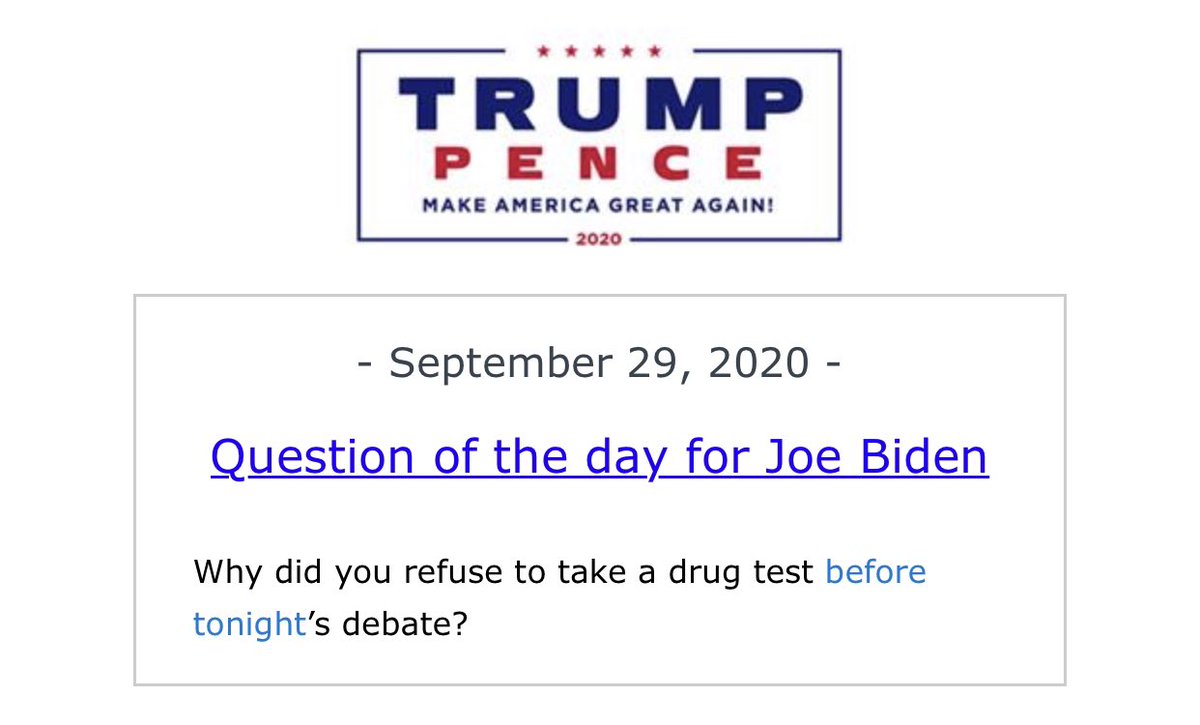 TRUMP
PENCE
MAKE AMERICA GREAT AGAIN!
2020
- September 29, 2020 -
Question of the day for Joe Biden
Why did you refuse to take a drug test before
tonight’s debate?